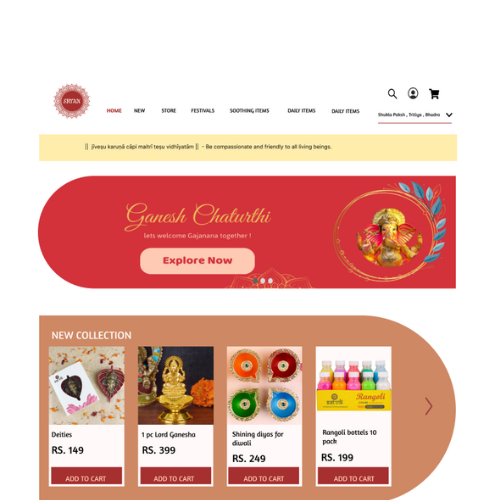 HOME NEW STORE FESTIVALS SOOTHING ITEMS DAILY ITEMS DAILY ITEMS
Shukla Paksh , Tritiya , Bhadra
|| jīveṣu karuṇā cāpi maitrī teṣu vidhīyatām || - Be compassionate and friendly to all living beings.
Ganesh Chaturthi
lets welcome Gajanana together !
Explore Now
NEW COLLECTION
Deities
RS. 149
ADD TO CART
1 pc Lord Ganesha
RS. 399
ADD TO CART
Shining diyas for
diwali
RS. 249
ADD TO CART
Rangoli
Rangoli bottels 10
pack
RS. 199
ADD TO CART